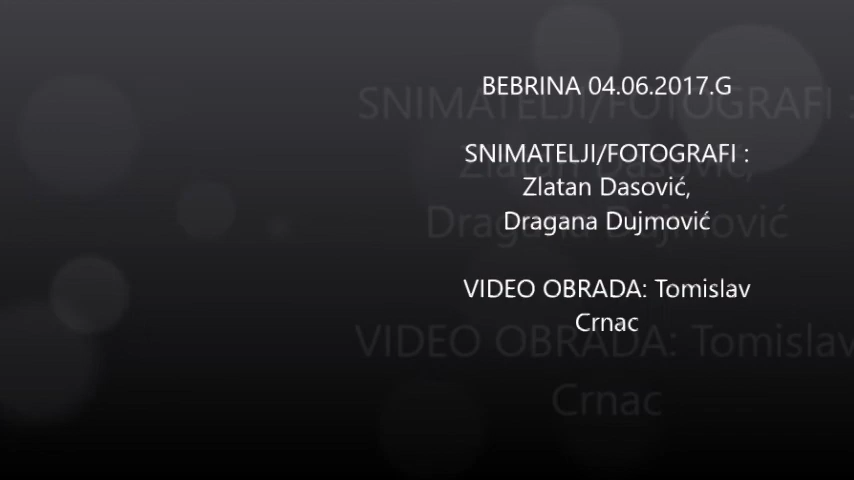 BEBRINA 04.06.2017.G
SNIMATELJI/FOTOGRAFI :
Zlatan Dasović,
Dragana Dujmović
VIDEO OBRADA: Tomislav
Crnac